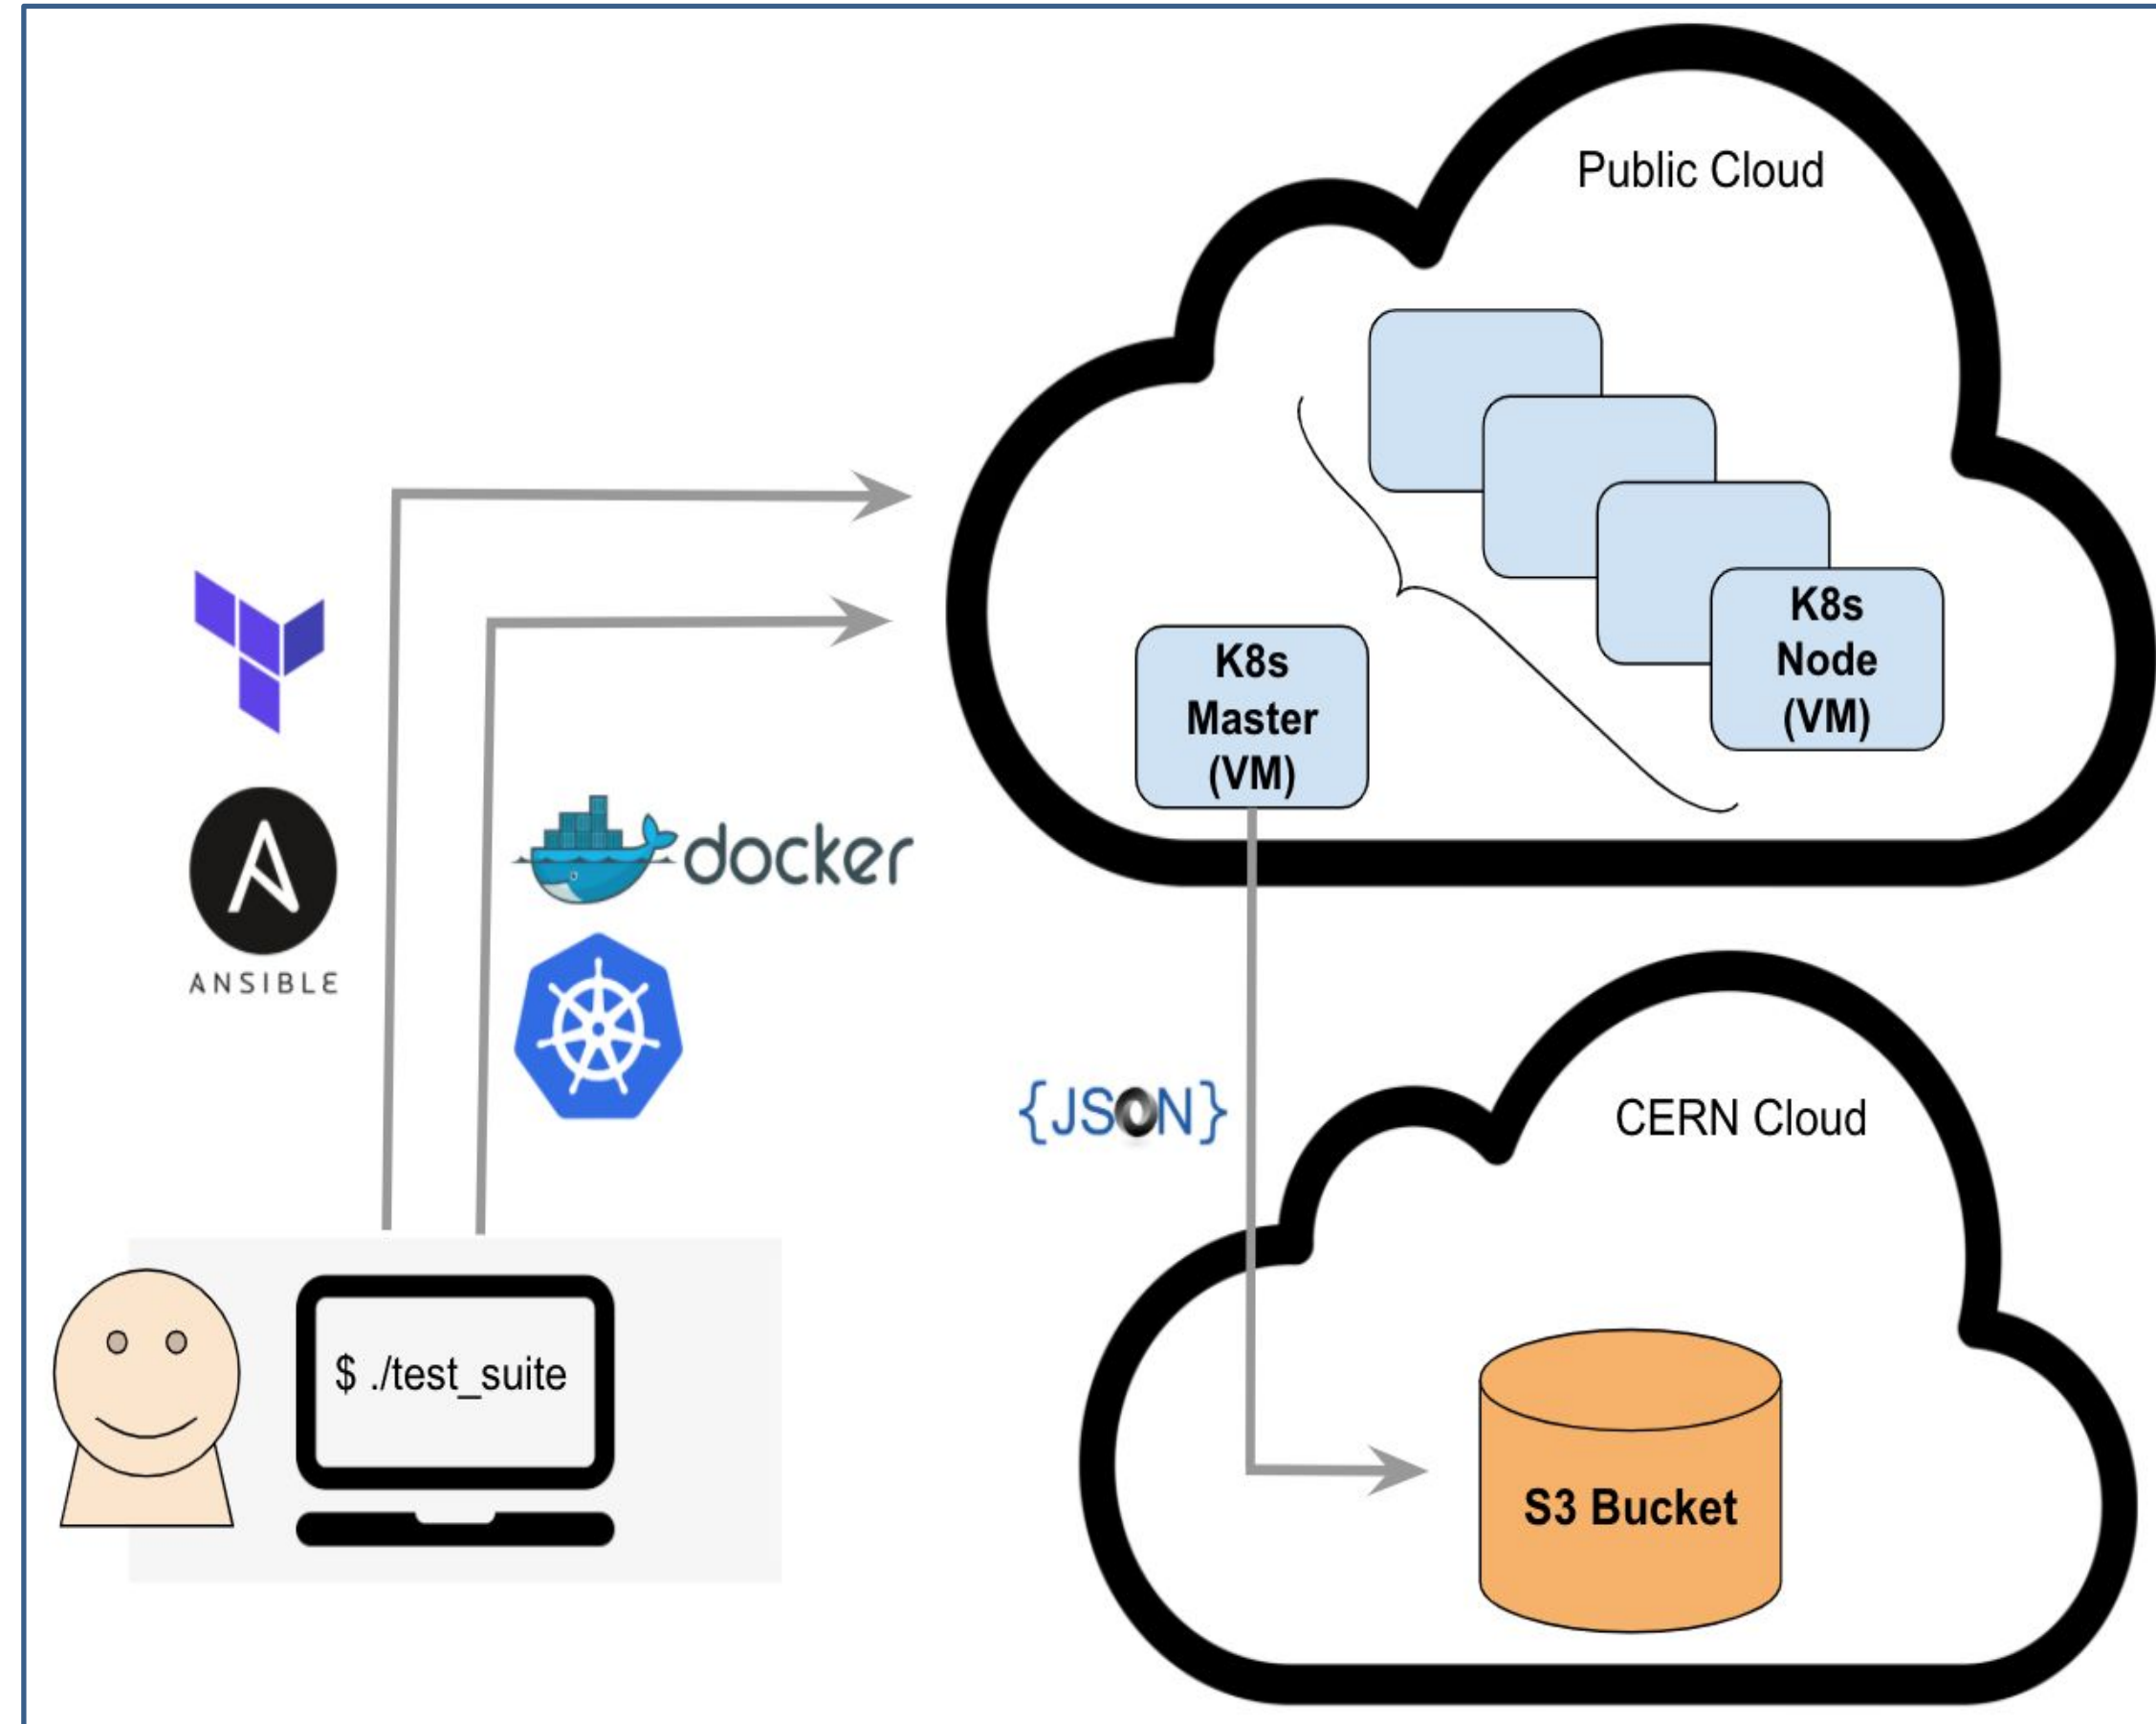 Public Cloud
K8s
Node
(VM)
K8s
Master
(VM)
docker
ANSIBLE
{JSON}
CERN Cloud
$ ./test_suite
S3 Bucket